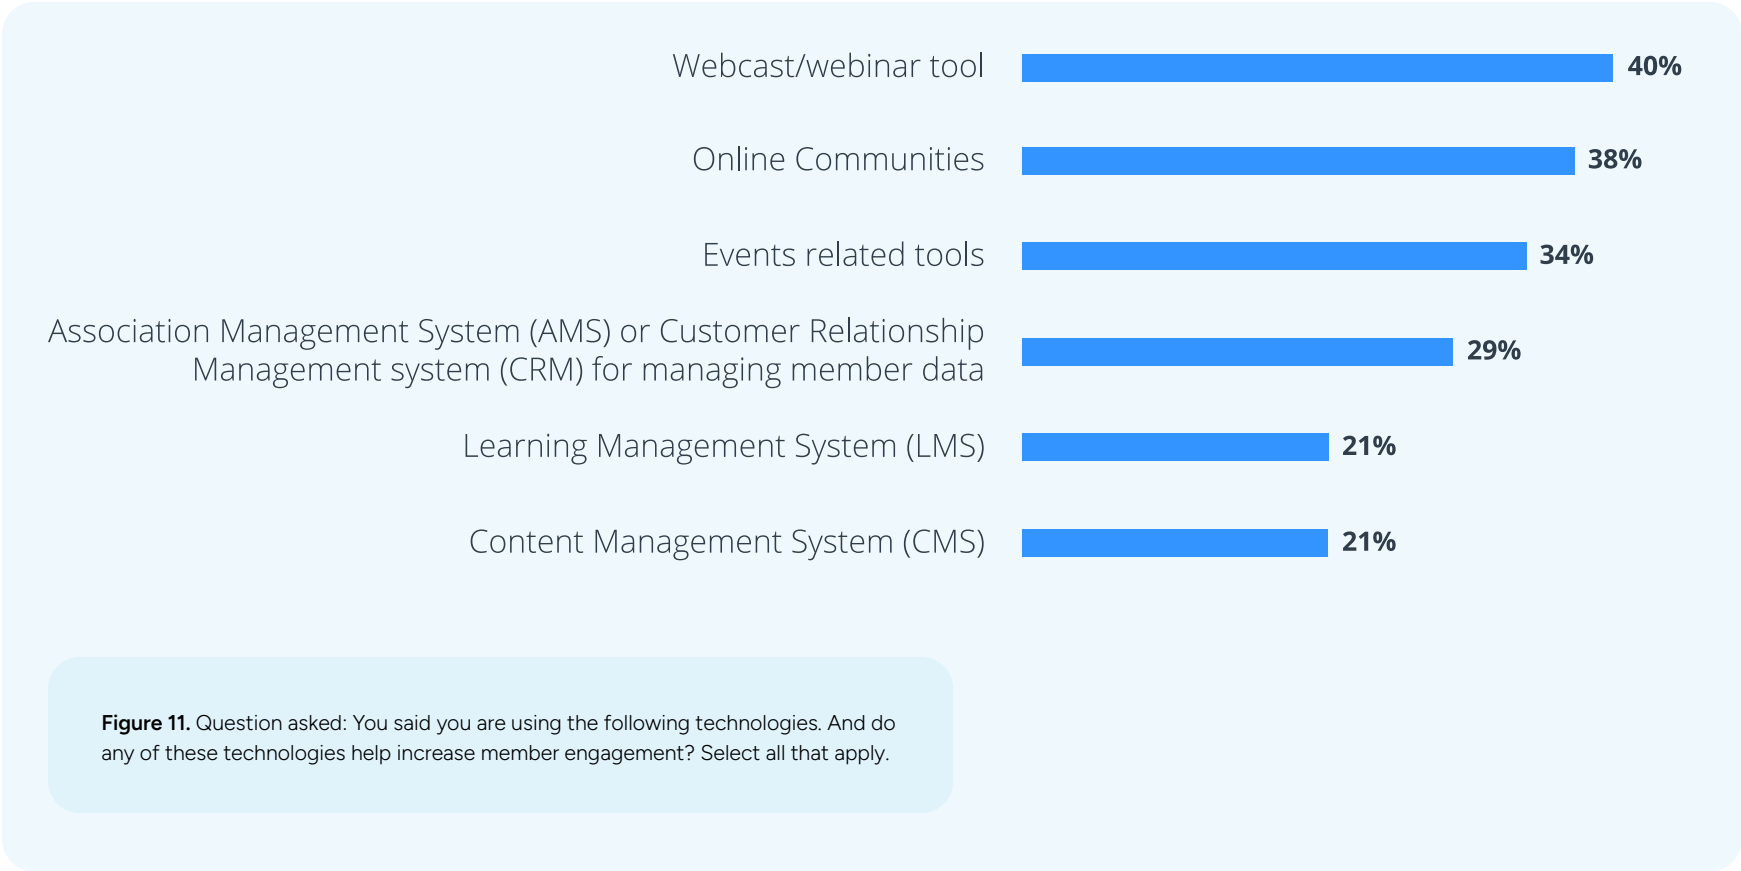 Webcast/webinar tool 40%
Online Communities 38%
Events related tools 34%
Association Management System (AMS) or Customer Relationship
Management system (CRM) for managing member data 29%
Learning Management System (LMS) 21%
Content Management System (CMS) 21%
Figure 11. Question asked: You said you are using the following technologies. And do
any of these technologies help increase member engagement? Select all that apply.